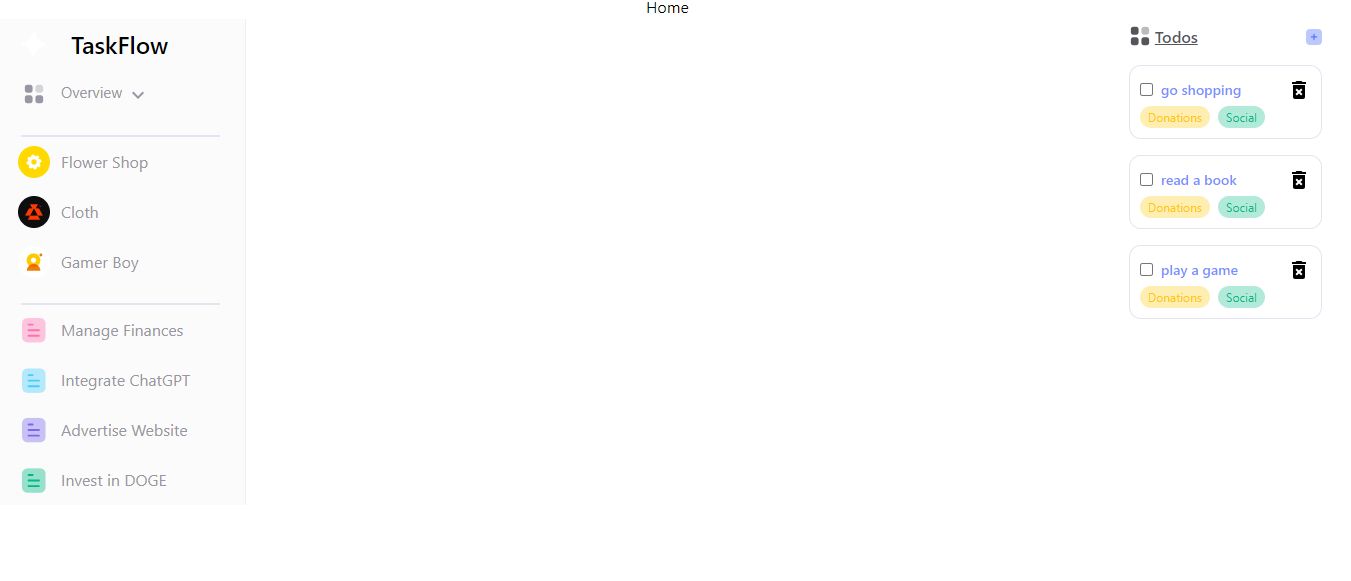 Home
TaskFlow
Overview
Flower Shop
Cloth
Gamer Boy
Manage Finances
Integrate ChatGPT
Advertise Website
Invest in DOGE
Todos
+
go shopping
Donations Social
read a book
Donations Social
play a game
Donations Social